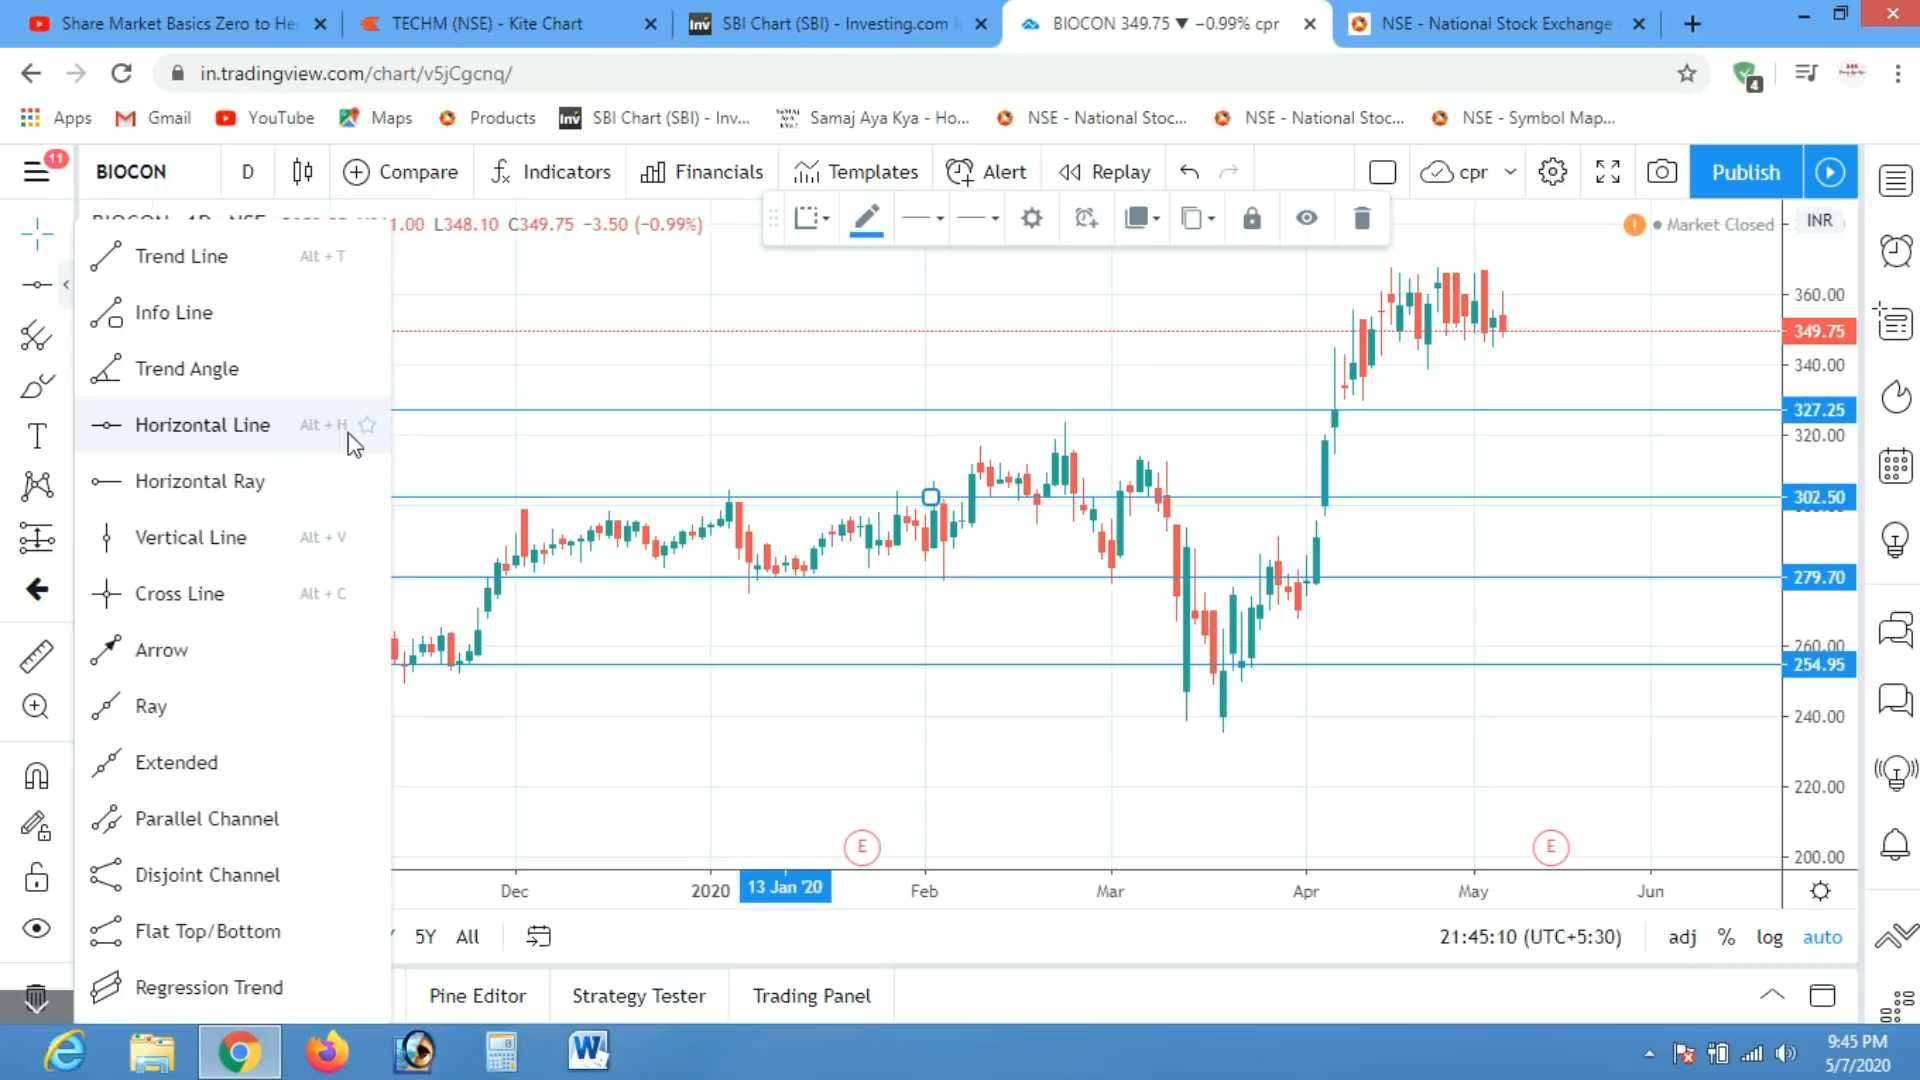 Share Market Basics Zero to He
TECHM (NSE) - Kite Chart
SBI Chart (SBI) - Investing.com
BIOCON 349.75 ▼ −0.99% cpr
NSE - National Stock Exchange
in.tradingview.com/chart/v5jCgcnq/
4
Apps
Gmail
YouTube
Maps
Products
SBI Chart (SBI) - Inv...
Samaj Aya Kya - Ho...
NSE - National Stoc...
NSE - National Stoc...
NSE - Symbol Map...
11
BIOCON
D
Compare
Indicators
Financials
Templates
Alert
Replay
cpr
Publish
1.00 L348.10 C349.75 −3.50 (−0.99%)
Market Closed
INR
Trend Line Alt + T
Info Line
Trend Angle
Horizontal Line Alt + H
Horizontal Ray
Vertical Line Alt + V
Cross Line Alt + C
Arrow
Ray
Extended
Parallel Channel
Disjoint Channel
Flat Top/Bottom
Regression Trend
360.00
349.75
340.00
327.25
320.00
302.50
279.70
260.00
254.95
240.00
220.00
200.00
E
E
Dec
2020
13 Jan '20
Feb
Mar
Apr
May
Jun
5Y
All
21:45:10 (UTC+5:30)
adj
%
log
auto
Pine Editor
Strategy Tester
Trading Panel
9:45 PM
5/7/2020